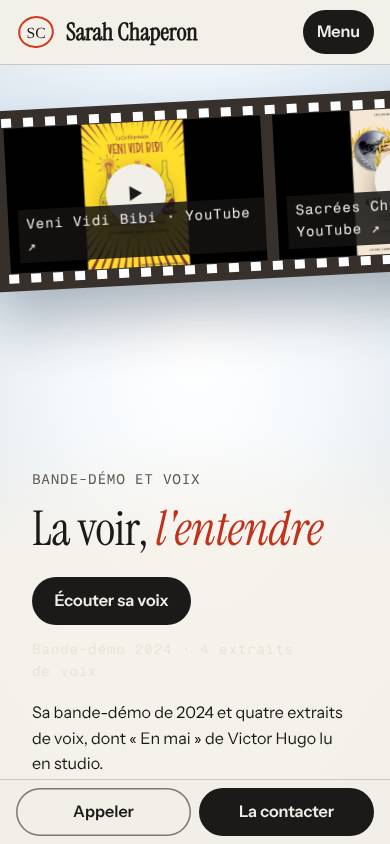 SC Sarah Chaperon
Menu
VENI VIDI BIBI
Veni Vidi Bibi · YouTube
↗
Sacrées Ch
YouTube ↗
BANDE-DÉMO ET VOIX
La voir, l'entendre
Écouter sa voix
Bande-démo 2024 · 4 extraits
de voix
Sa bande-démo de 2024 et quatre extraits
de voix, dont « En mai » de Victor Hugo lu
en studio.
Appeler
La contacter